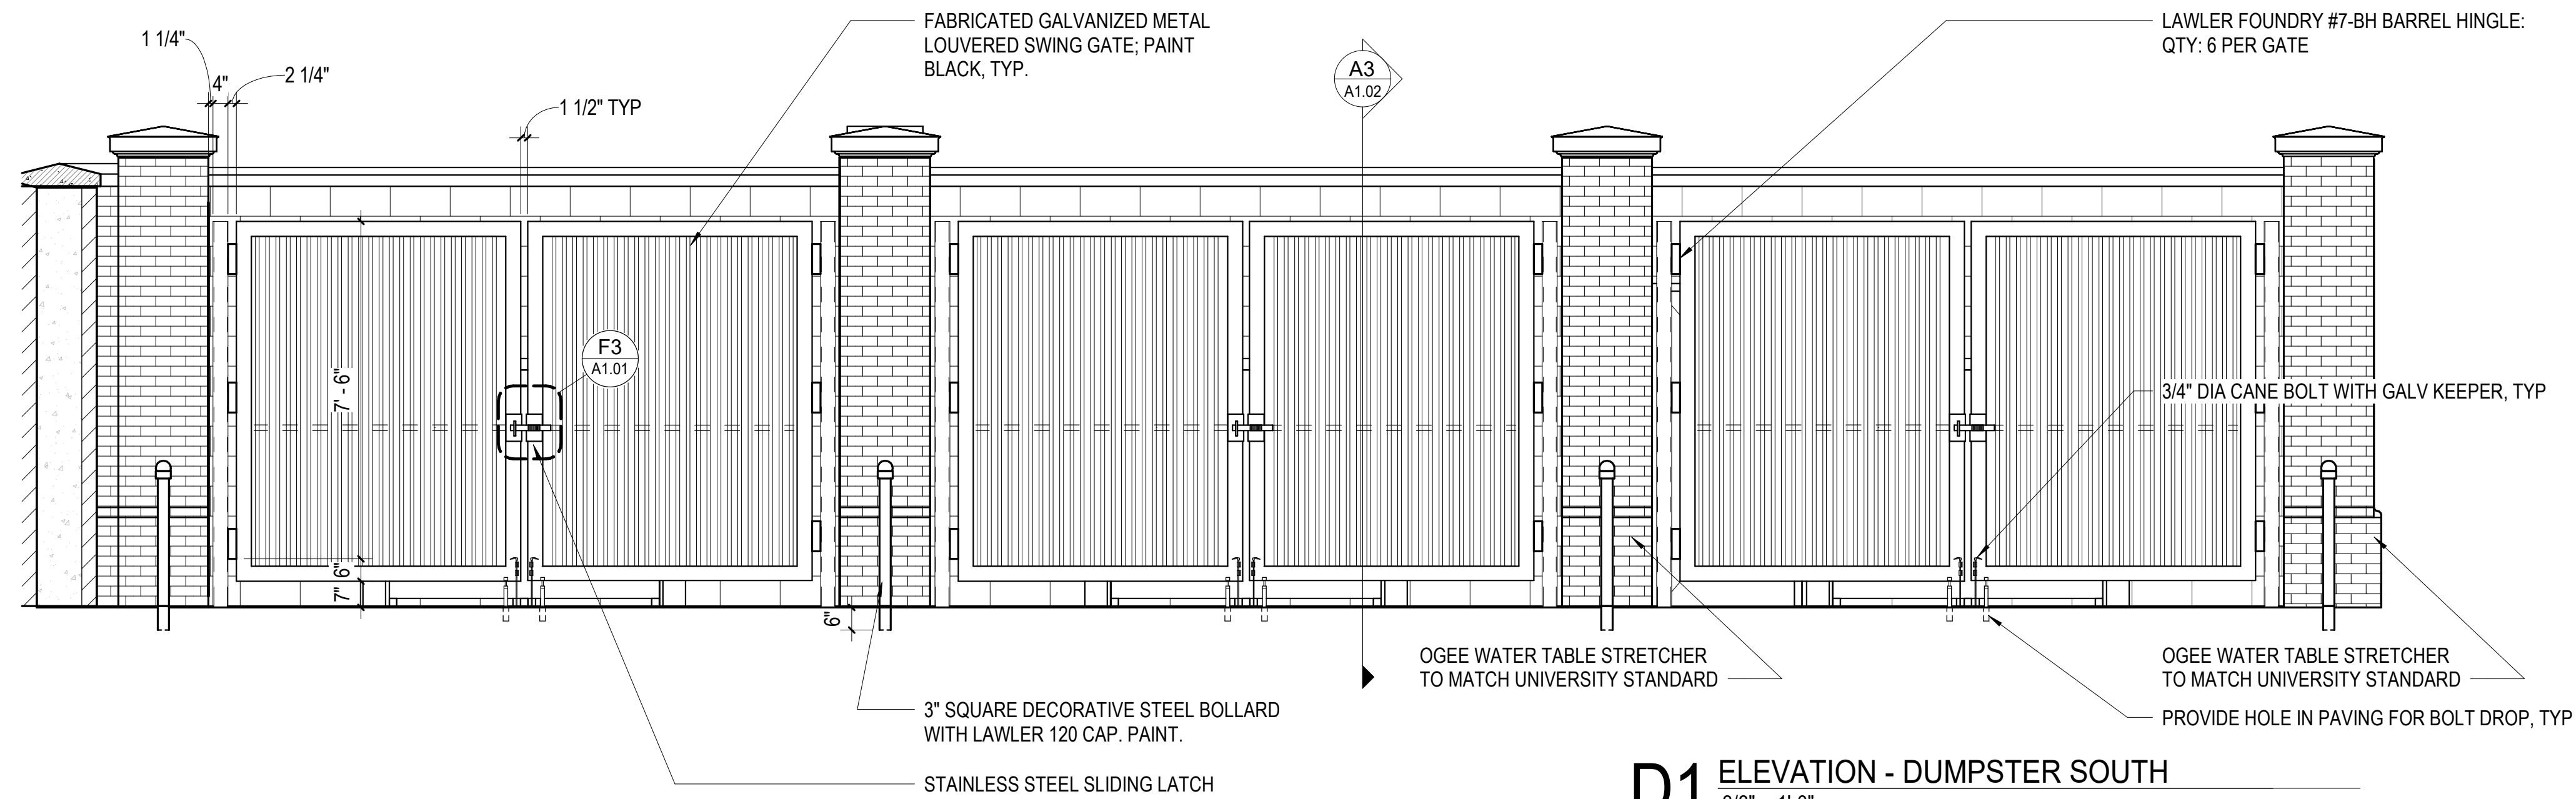 FABRICATED GALVANIZED METAL
LOUVERED SWING GATE; PAINT
BLACK, TYP.
LAWLER FOUNDRY #7-BH BARREL HINGLE:
QTY: 6 PER GATE
1 1/4"
4"
2 1/4"
1 1/2" TYP
A3
A1.02
F3
A1.01
7' - 6"
3/4" DIA CANE BOLT WITH GALV KEEPER, TYP
6"
7"
6"
OGEE WATER TABLE STRETCHER
TO MATCH UNIVERSITY STANDARD
OGEE WATER TABLE STRETCHER
TO MATCH UNIVERSITY STANDARD
3" SQUARE DECORATIVE STEEL BOLLARD
WITH LAWLER 120 CAP. PAINT.
PROVIDE HOLE IN PAVING FOR BOLT DROP, TYP
STAINLESS STEEL SLIDING LATCH
D1 ELEVATION - DUMPSTER SOUTH